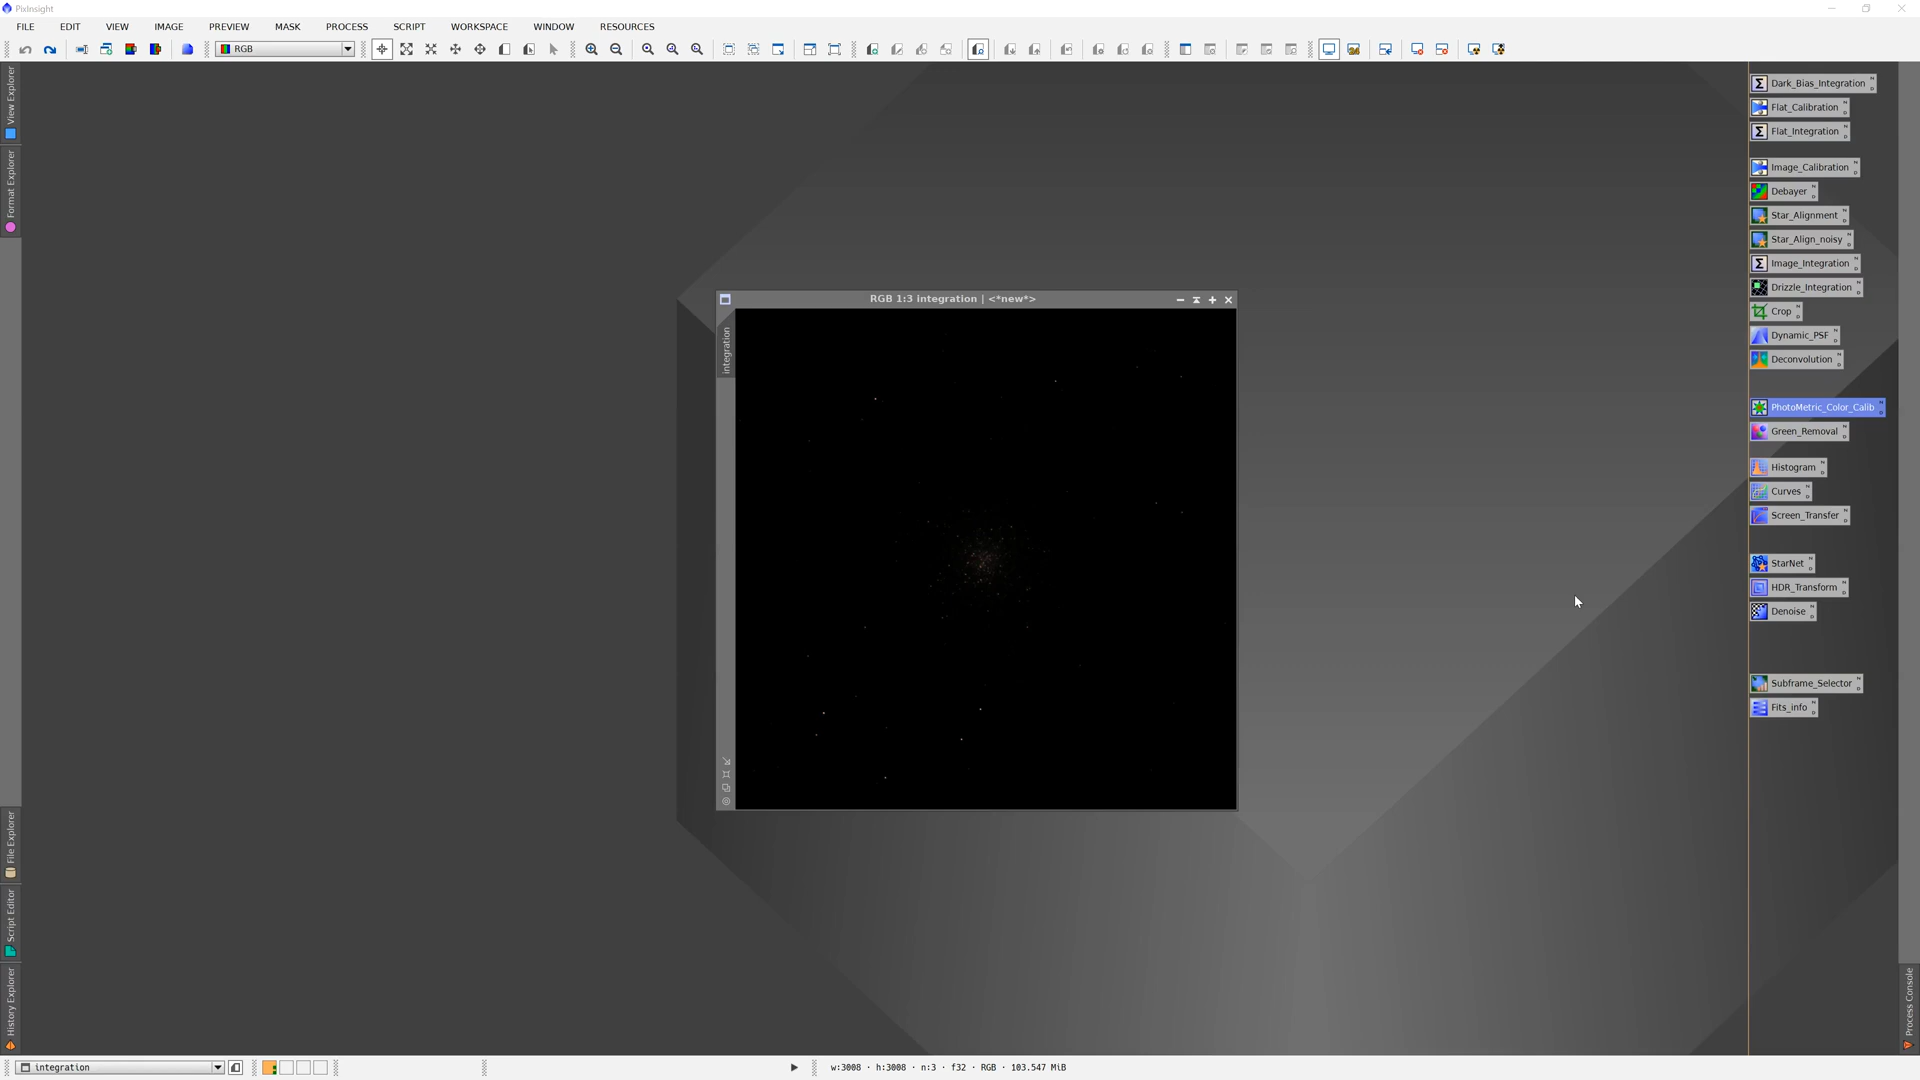 PixInsight
FILE EDIT VIEW IMAGE PREVIEW MASK PROCESS SCRIPT WORKSPACE WINDOW RESOURCES
RGB
View Explorer
Format Explorer
File Explorer
Script Editor
History Explorer
RGB 1:3 integration | <*new*>
integration
Dark_Bias_Integration
Flat_Calibration
Flat_Integration
Image_Calibration
Debayer
Star_Alignment
Star_Align_noisy
Image_Integration
Drizzle_Integration
Crop
Dynamic_PSF
Deconvolution
PhotoMetric_Color_Calib
Green_Removal
Histogram
Curves
Screen_Transfer
StarNet
HDR_Transform
Denoise
Subframe_Selector
Fits_info
Process Console
integration
w:3008 · h:3008 · n:3 · f32 · RGB · 103.547 MiB